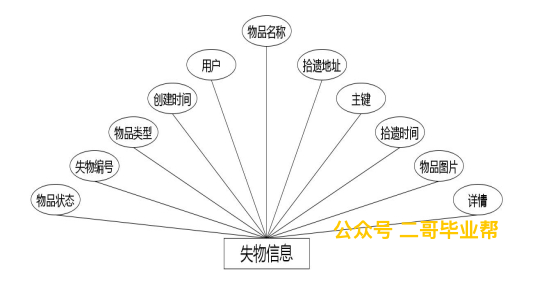 物品名称
用户
拾遗地址
创建时间
主键
物品类型
拾遗时间
失物编号
物品图片
物品状态
详情
公众号 二哥毕业帮
失物信息